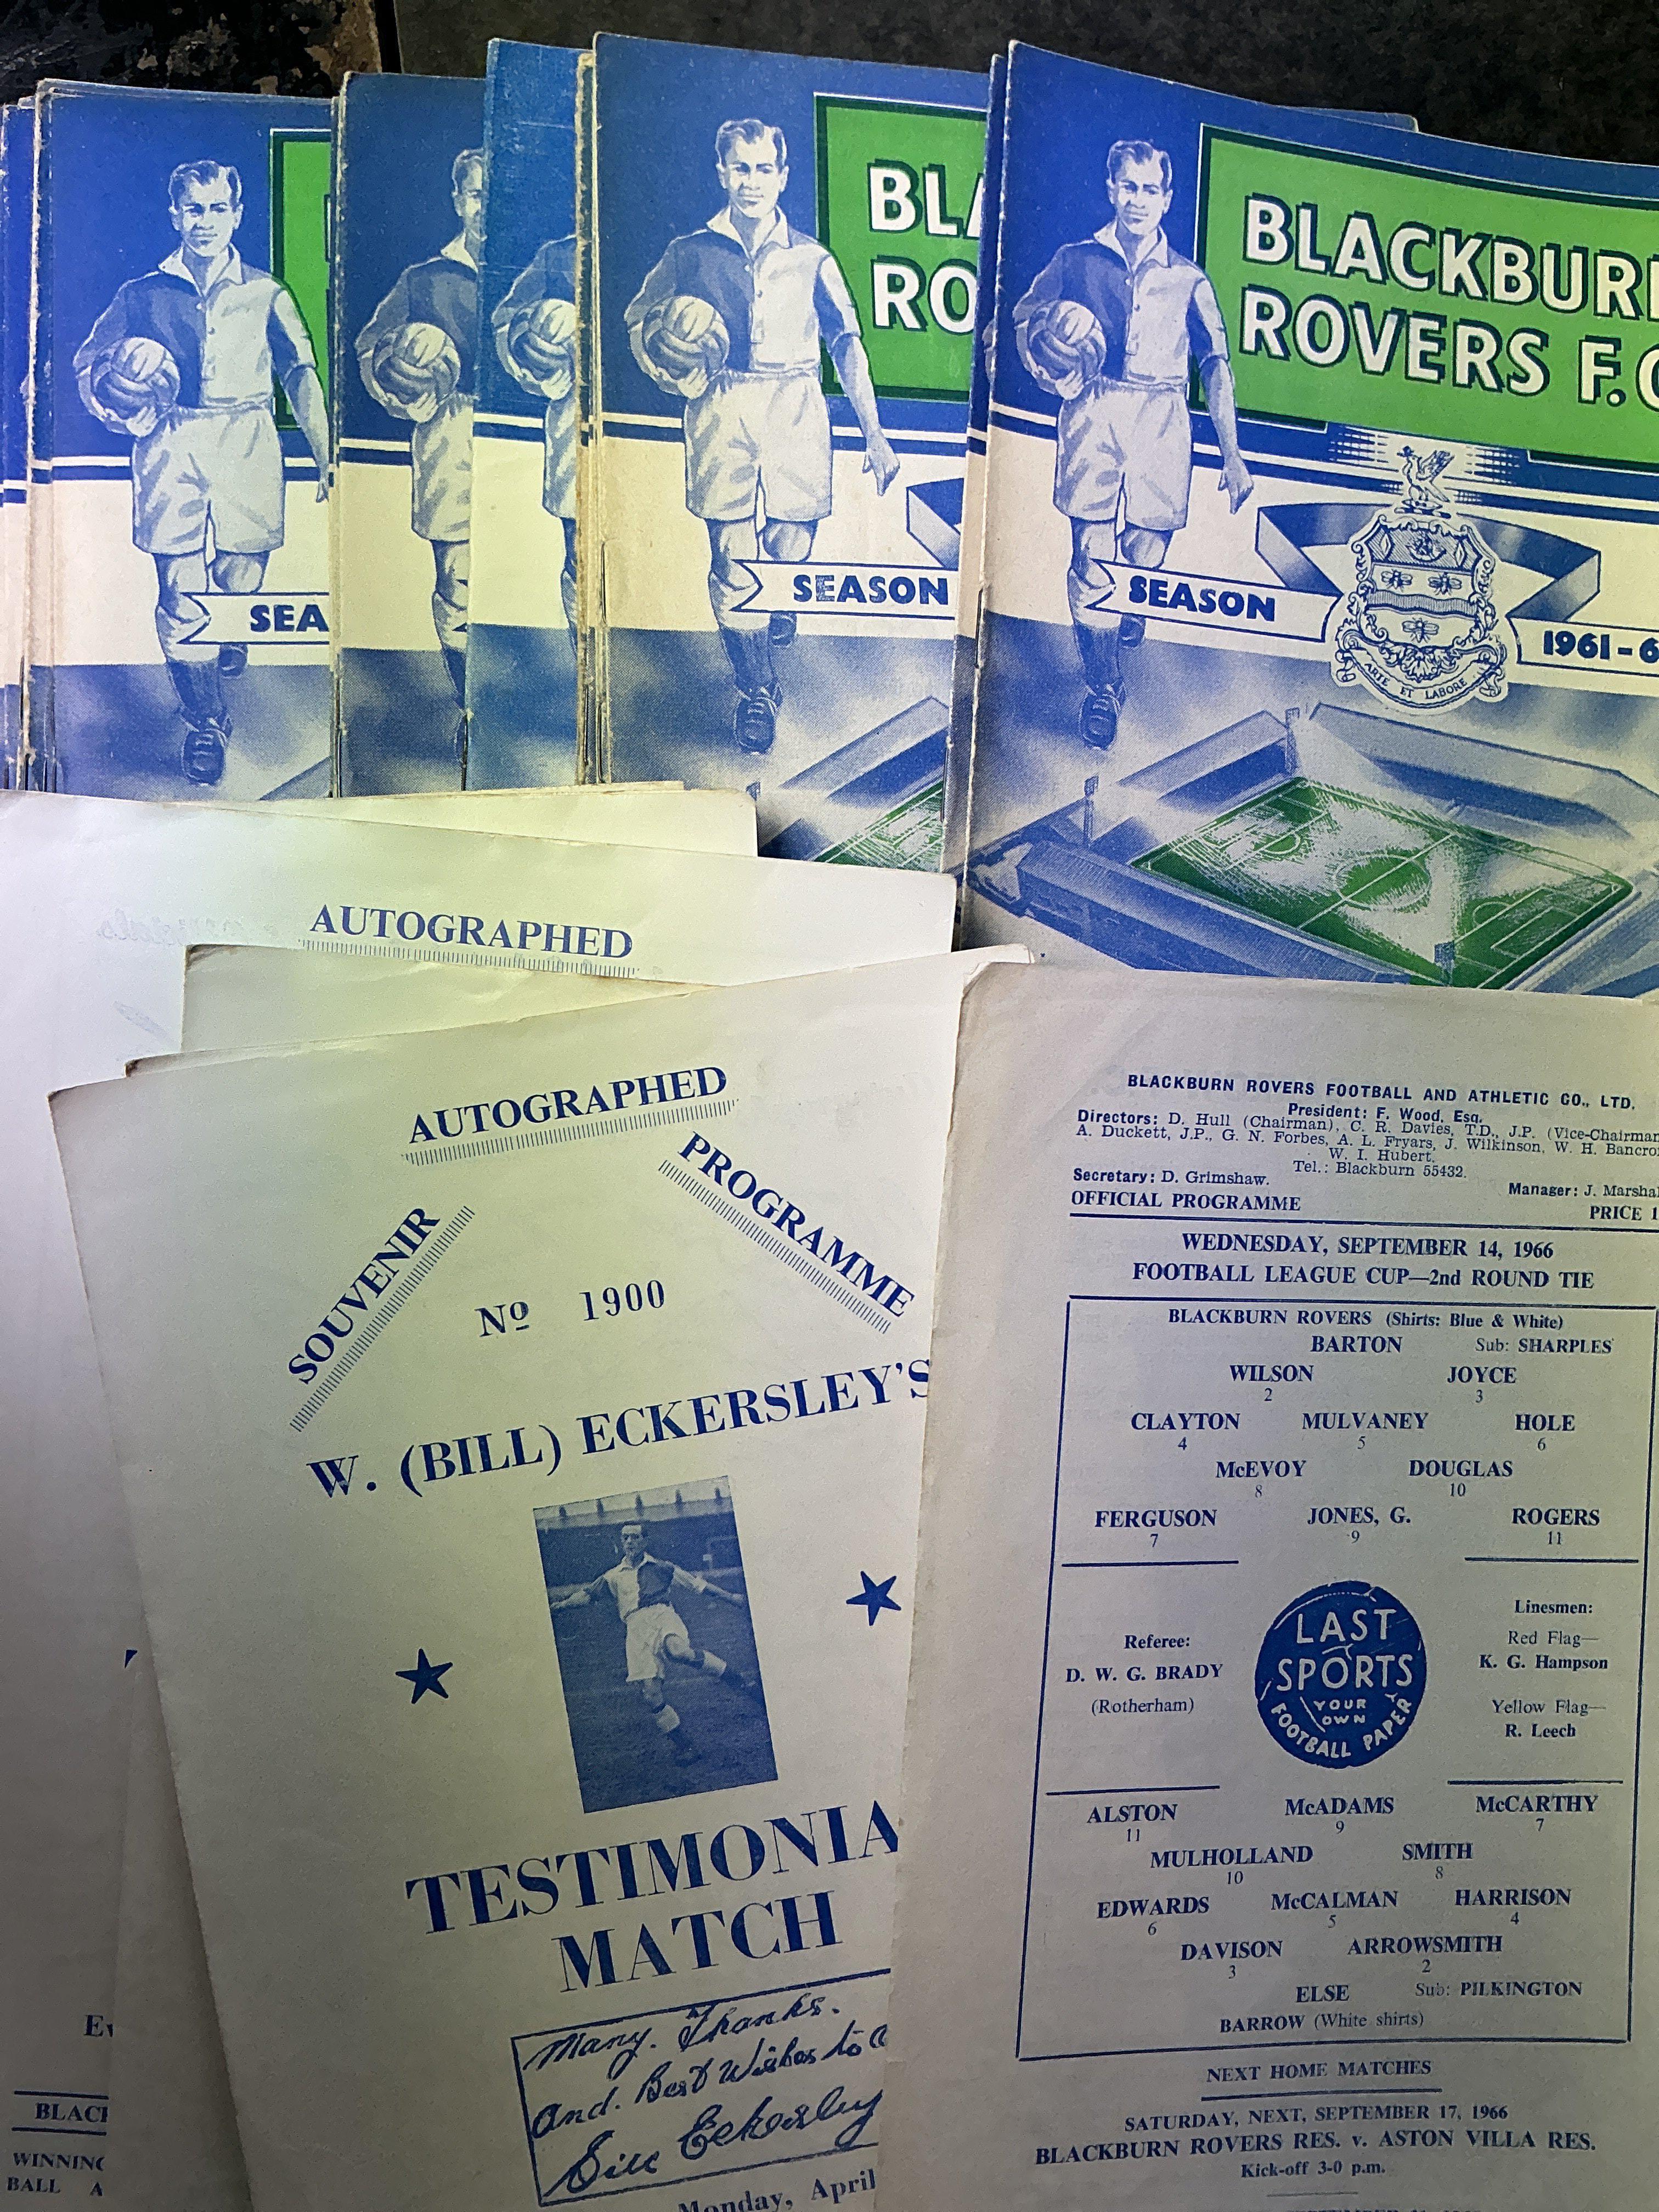 BLA
RO
BLACKBUR
ROVERS F.C
SEA
SEASON
SEASON
1961-6
ARTE ET LABORE
AUTOGRAPHED
AUTOGRAPHED
SOUVENIR
PROGRAMME
No 1900
W. (BILL) ECKERSLEY'S
TESTIMONIA
MATCH
Many. Thanks.
And. Best Wishes to a
Bill Eckersley
Monday, April
BLAC
WINNING
BALL A
BLACKBURN ROVERS FOOTBALL AND ATHLETIC CO., LTD.
President: F. Wood, Esq.
Directors: D. Hull (Chairman), C. R. Davies, T.D., J.P. (Vice-Chairman
A. Duckett, J.P., G. N. Forbes, A. L. Fryars, J. Wilkinson, W. H. Bancro
W. I. Hubert.
Tel.: Blackburn 55432.
Secretary: D. Grimshaw.
Manager: J. Marsha
OFFICIAL PROGRAMME
PRICE 1
WEDNESDAY, SEPTEMBER 14, 1966
FOOTBALL LEAGUE CUP—2nd ROUND TIE
BLACKBURN ROVERS (Shirts: Blue & White)
BARTON Sub: SHARPLES
WILSON JOYCE
2 3
CLAYTON MULVANEY HOLE
4 5 6
McEVOY DOUGLAS
8 10
FERGUSON JONES, G. ROGERS
7 9 11
Referee:
D. W. G. BRADY
(Rotherham)
LAST
SPORTS
YOUR
OWN
FOOTBALL PAPER
Linesmen:
Red Flag—
K. G. Hampson
Yellow Flag—
R. Leech
ALSTON McADAMS McCARTHY
11 9 7
MULHOLLAND SMITH
10 8
EDWARDS McCALMAN HARRISON
6 5 4
DAVISON ARROWSMITH
3 2
ELSE Sub: PILKINGTON
BARROW (White shirts)
NEXT HOME MATCHES
SATURDAY, NEXT, SEPTEMBER 17, 1966
BLACKBURN ROVERS RES. v. ASTON VILLA RES.
Kick-off 3-0 p.m.